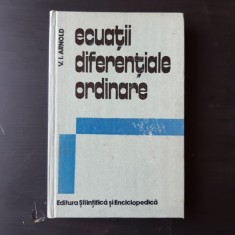 V. I. ARNOLD
ecuații
diferențiale
ordinare
Editura Științifică și Enciclopedică